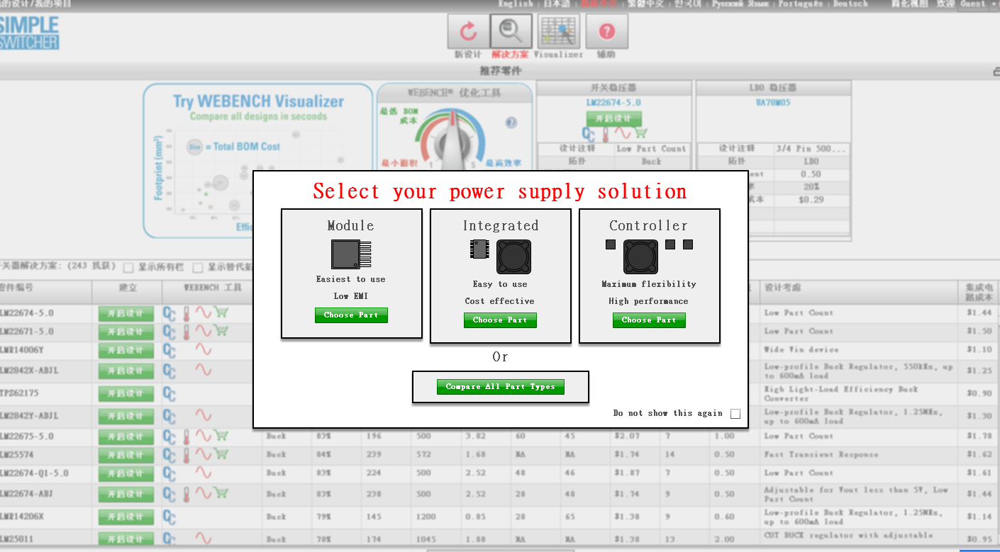 的设计/我的项目
English | 日本語 | 简体中文 | 繁體中文 | 한국어 | Русский Язык | Português | Deutsch 简化视图 欢迎 Guest
SIMPLE
SWITCHER
新设计 解决方案 Visualizer 辅助
推荐零件
Try WEBENCH Visualizer
Compare all designs in seconds
Size = Total BOM Cost
Footprint (mm²)
WEBENCH® 优化工具
最低 BOM
成本
最小面积 1 5 最高效率
开关稳压器
LM22674-5.0
开启设计
设计注释 Low Part Count
拓扑 Buck
LDO 稳压器
UA78M05
设计注释 3/4 Pin 500...
拓扑 LDO
0.50
20%
$0.29
Select your power supply solution
Module
Easiest to use
Low EMI
Choose Part
Integrated
Easy to use
Cost effective
Choose Part
Controller
Maximum flexibility
High performance
Choose Part
Or
Compare All Part Types
Do not show this again
关器解决方案: (243 找获) 显示所有栏 显示替代拓
建立 WEBENCH 工具 设计考虑 集成电路成本
LM22674-5.0 开启设计 Low Part Count $1.44
LM22671-5.0 开启设计 Low Part Count $1.50
LMR14006Y 开启设计 Wide Vin device $1.10
LM2842X-ADJL 开启设计 Low-profile Buck Regulator, 550kHz, up to 600mA load $1.25
TPS62175 开启设计 High Light-Load Efficiency Buck Converter $0.90
LM2842Y-ADJL 开启设计 Low-profile Buck Regulator, 1.25MHz, up to 600mA load $1.30
LM22675-5.0 开启设计 Buck 83% 196 500 3.82 60 45 $2.07 7 1.00 Low Part Count $1.78
LM25574 开启设计 Buck 84% 239 572 1.68 NA NA $1.74 14 0.50 Fast Transient Response $1.62
LM22674-Q1-5.0 开启设计 Buck 83% 224 500 2.52 48 46 $1.87 7 0.50 Low Part Count $1.61
LM22674-ADJ 开启设计 Buck 83% 238 500 2.52 28 48 $1.74 9 0.50 Adjustable for Vout less than 5V, Low Part Count $1.44
LMR14206X 开启设计 Buck 79% 145 1200 0.85 28 65 $1.38 9 0.60 Low-profile Buck Regulator, 1.25MHz, up to 600mA load $1.14
LM25011 开启设计 Buck 78% 174 1045 1.88 NA NA $1.38 13 2.00 COT BUCK regulator with adjustable $0.95